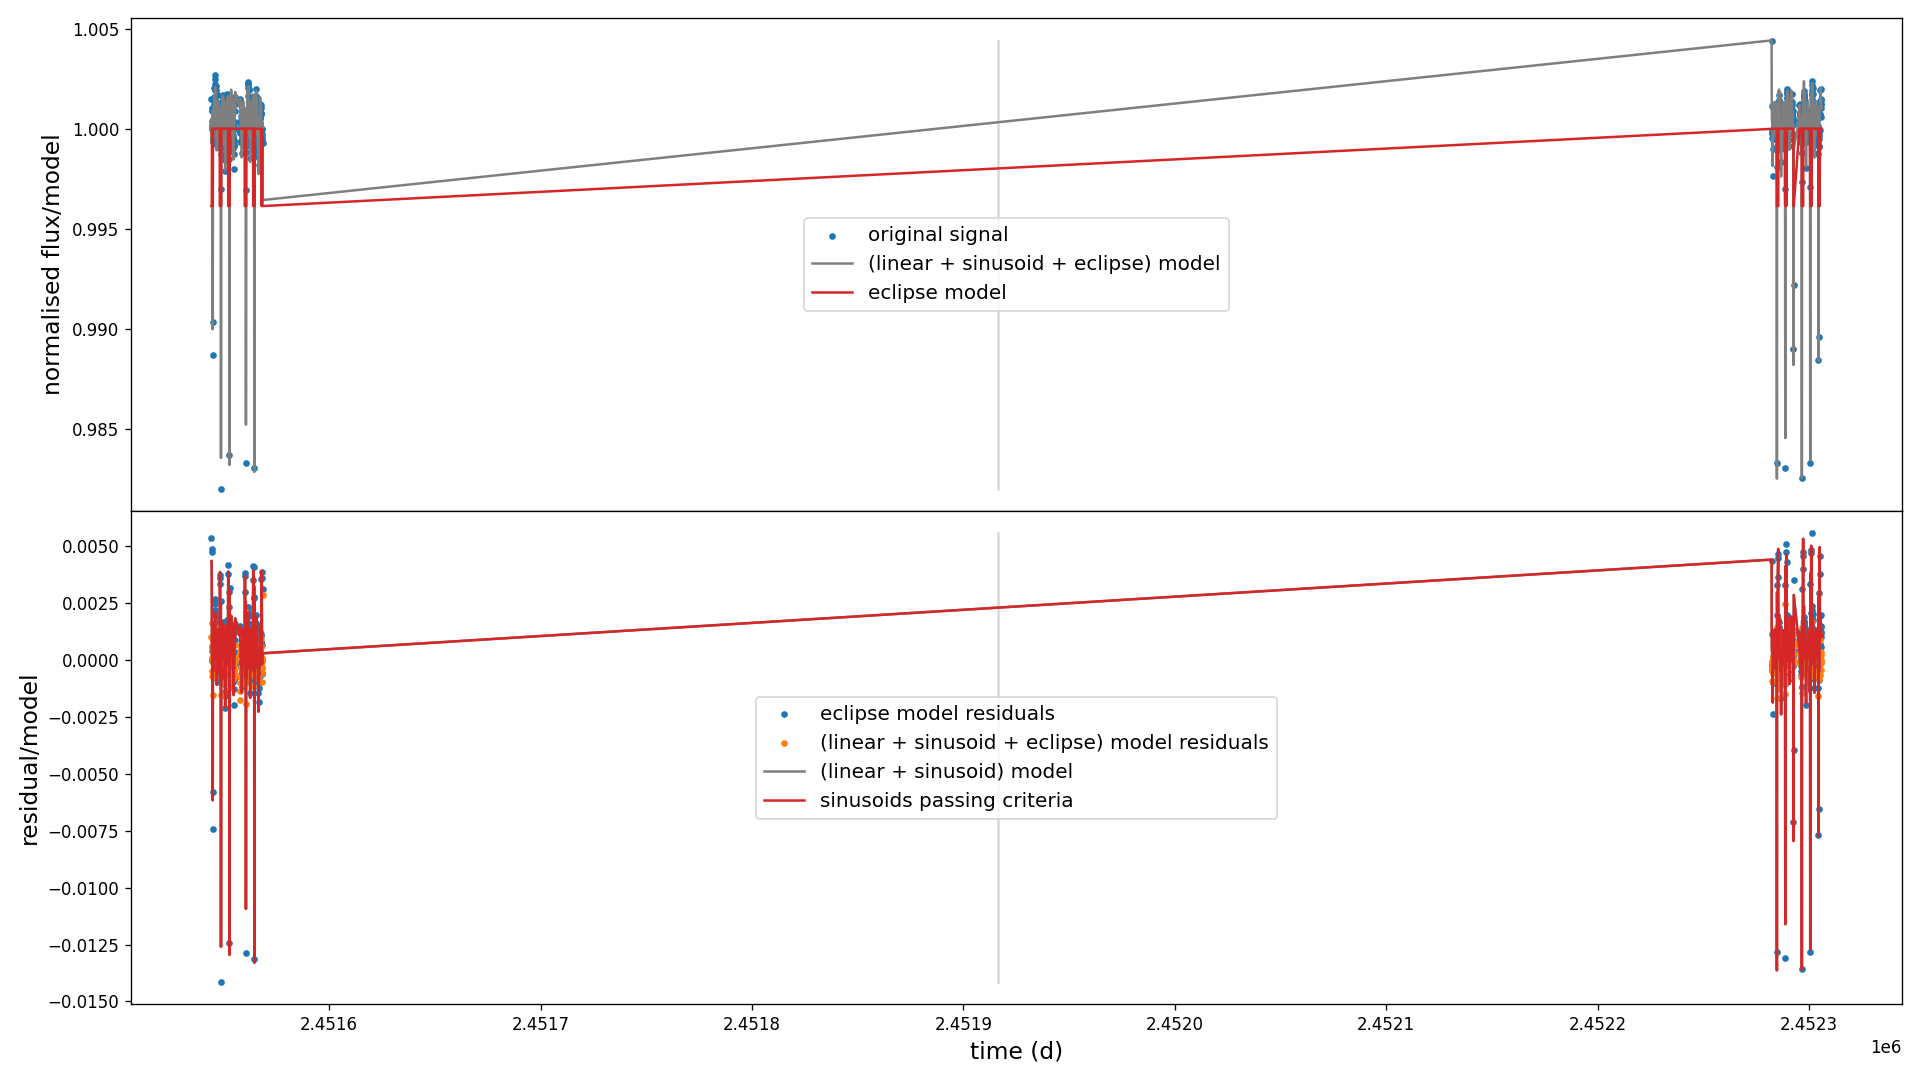 1.005
1.000
0.995
0.990
0.985
normalised flux/model
original signal
(linear + sinusoid + eclipse) model
eclipse model
0.0050
0.0025
0.0000
−0.0025
−0.0050
−0.0075
−0.0100
−0.0125
−0.0150
residual/model
eclipse model residuals
(linear + sinusoid + eclipse) model residuals
(linear + sinusoid) model
sinusoids passing criteria
2.4516 2.4517 2.4518 2.4519 2.4520 2.4521 2.4522 2.4523
1e6
time (d)